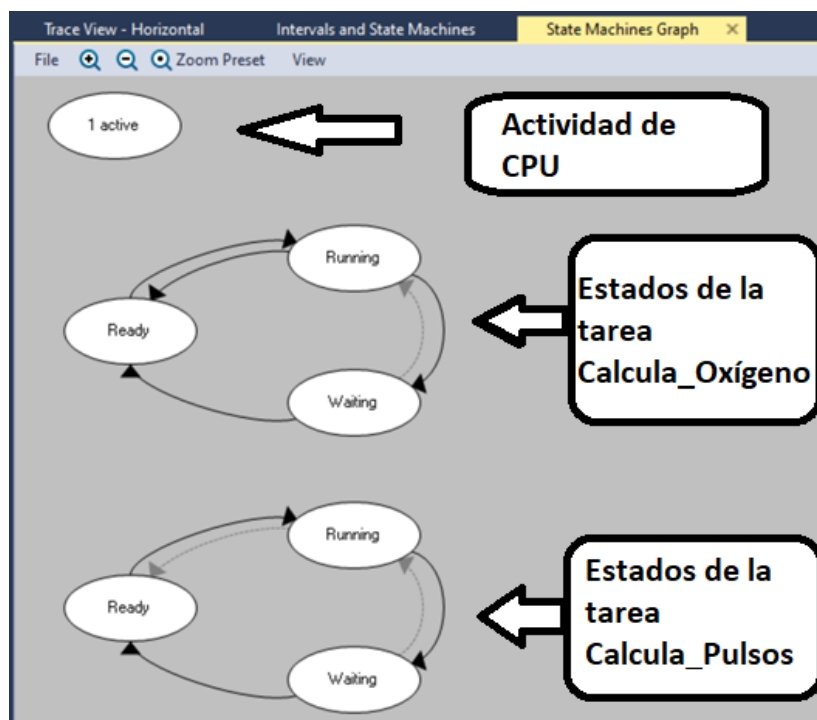 Trace View - Horizontal
Intervals and State Machines
State Machines Graph
File
Zoom Preset
View
1 active
Actividad de
CPU
Running
Ready
Waiting
Estados de la
tarea
Calcula_Oxígeno
Running
Ready
Waiting
Estados de la
tarea
Calcula_Pulsos